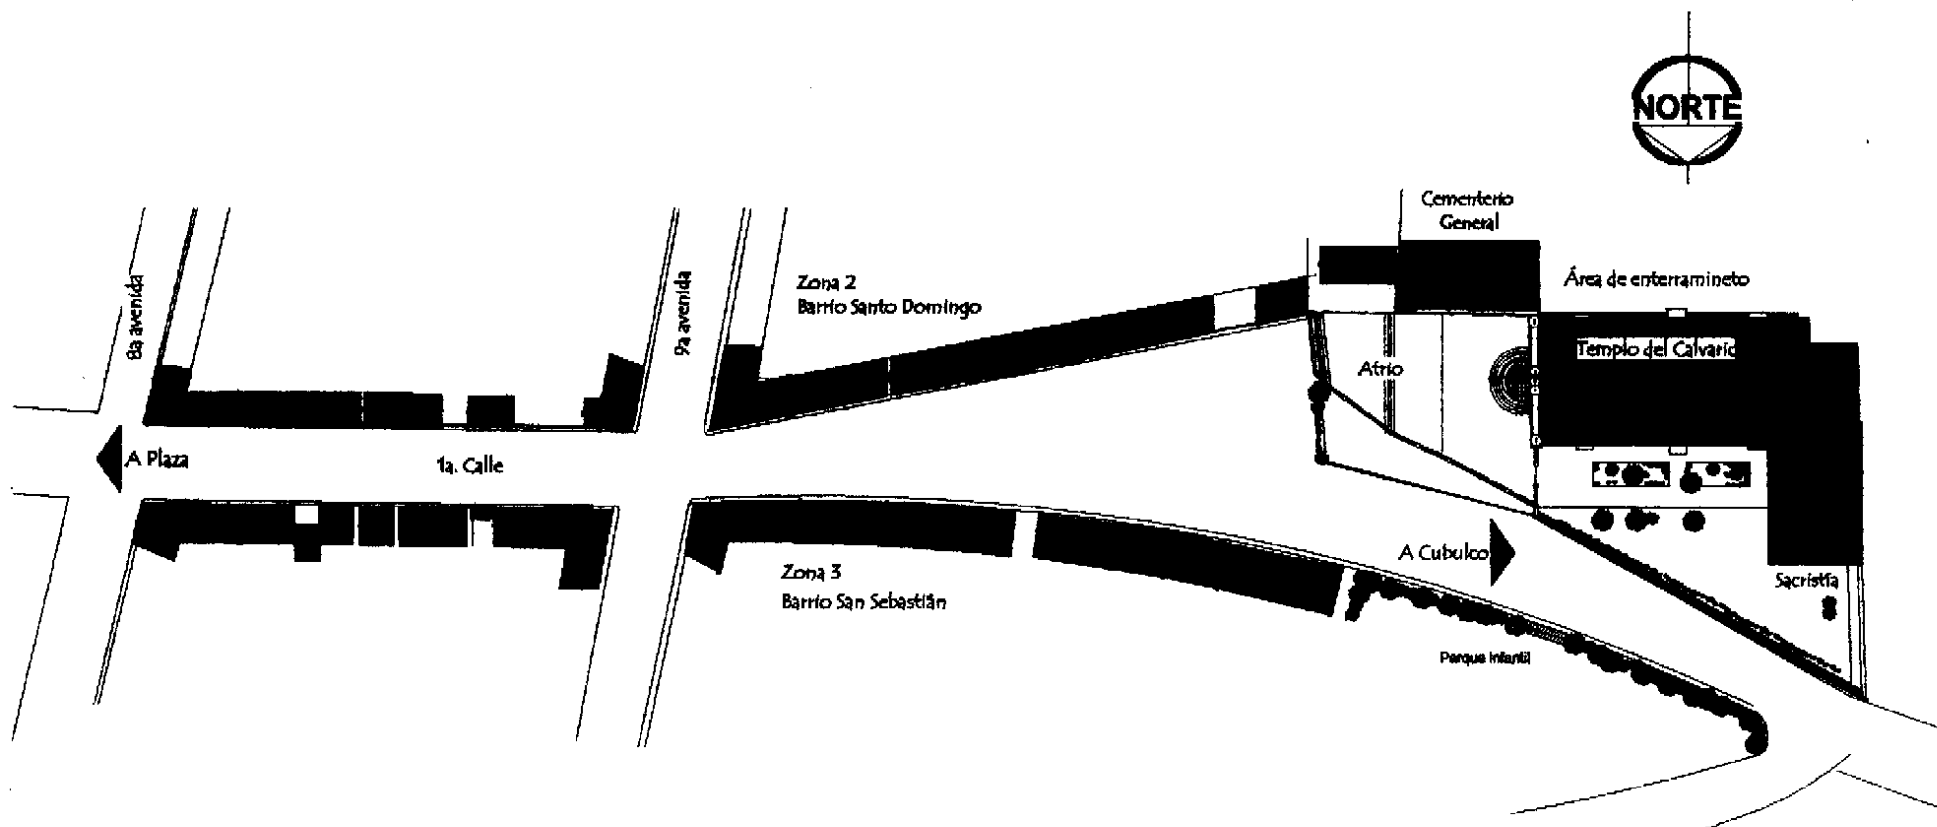 NORTE
Cementerio
General
8a avenida
9a avenida
Zona 2
Barrio Santo Domingo
Área de enterramineto
Templo del Calvario
Atrio
A Plaza
1a. Calle
A Cubulco
Zona 3
Barrio San Sebastián
Sacristía
Parque Infantil